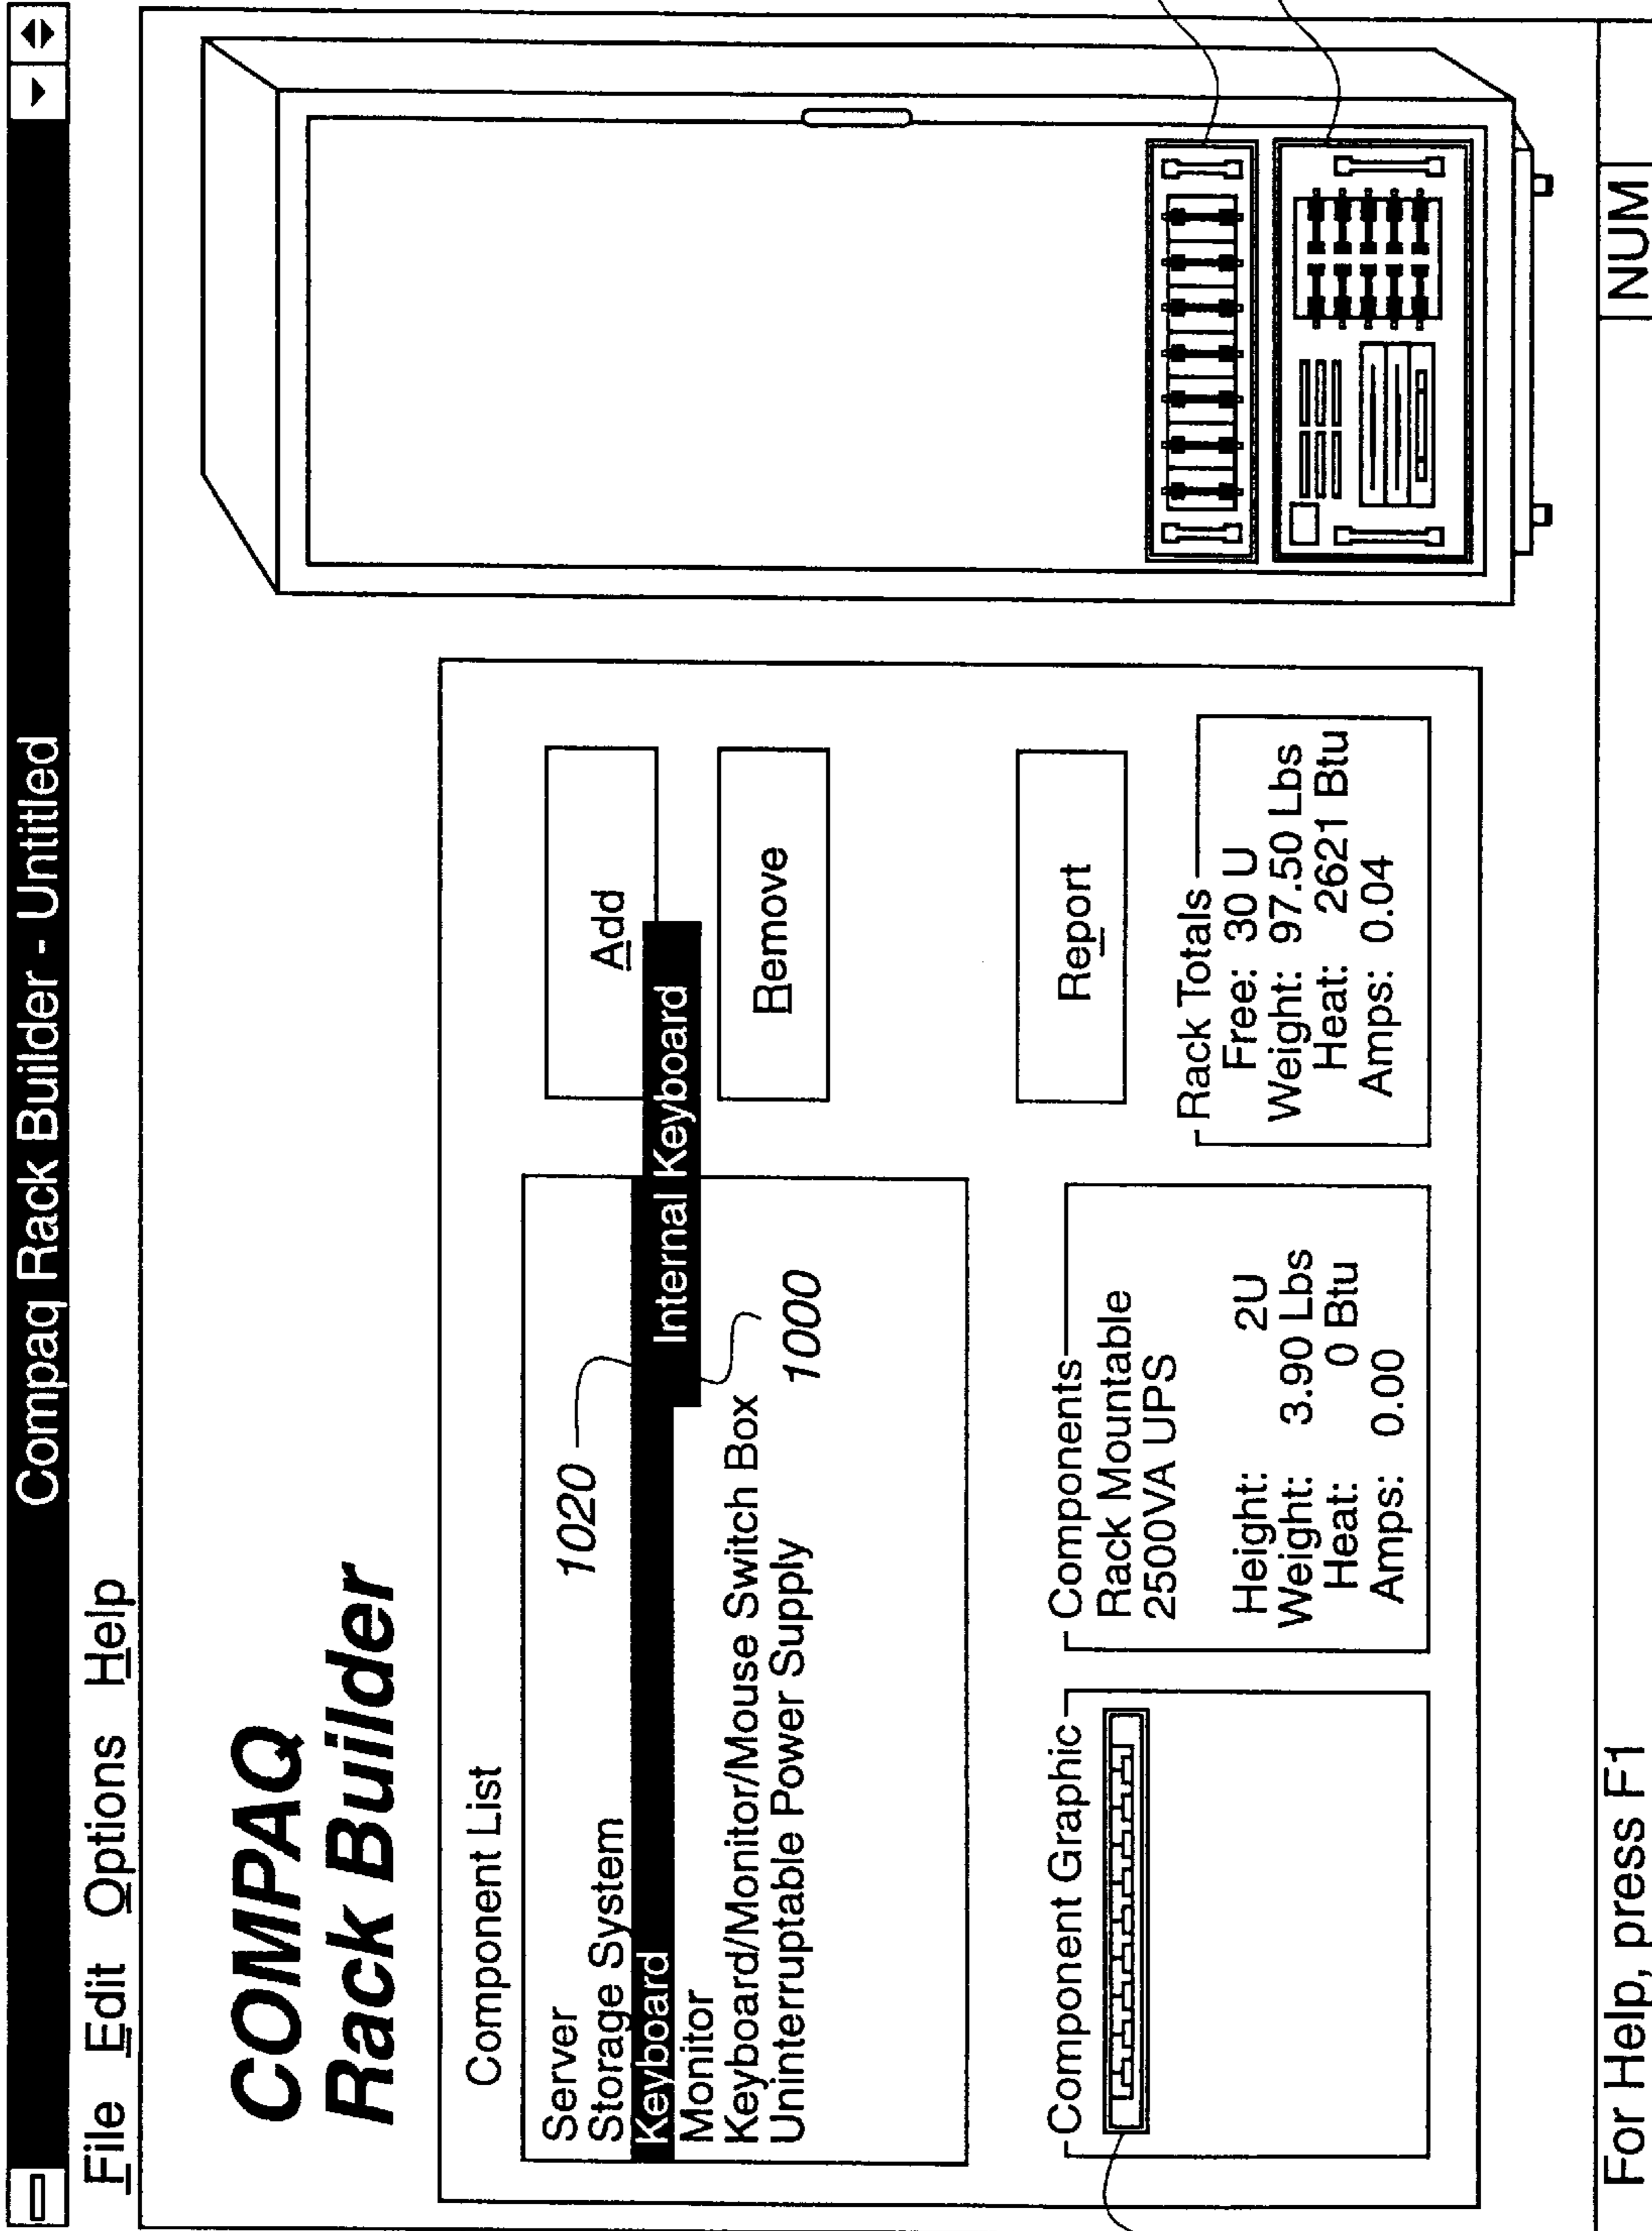 Compaq Rack Builder - Untitled
File Edit Options Help
COMPAQ
Rack Builder
Component List
Server
Storage System
Keyboard
Monitor
Keyboard/Monitor/Mouse Switch Box
Uninterruptable Power Supply
1020
Internal Keyboard
1000
Add
Remove
Report
Component Graphic
Components
Rack Mountable
2500VA UPS
Height: 2U
Weight: 3.90 Lbs
Heat: 0 Btu
Amps: 0.00
Rack Totals
Free: 30 U
Weight: 97.50 Lbs
Heat: 2621 Btu
Amps: 0.04
For Help, press F1
NUM